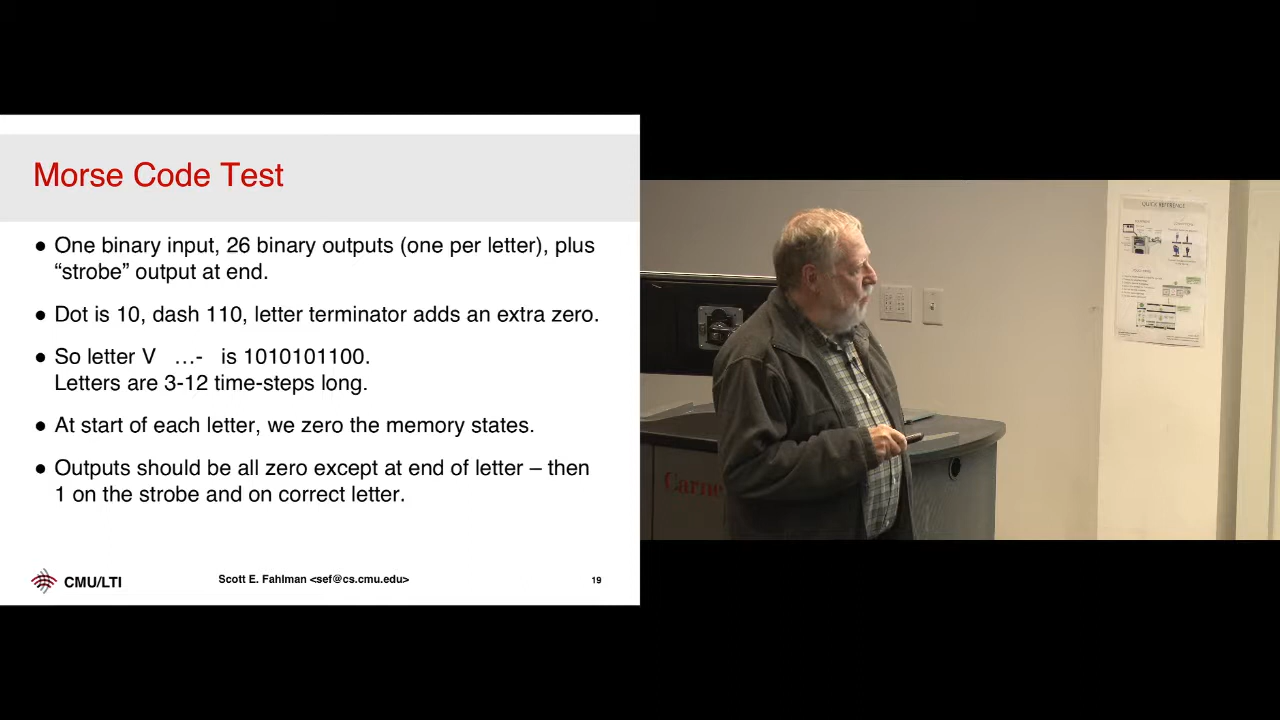 Morse Code Test
● One binary input, 26 binary outputs (one per letter), plus
“strobe” output at end.
● Dot is 10, dash 110, letter terminator adds an extra zero.
● So letter V …- is 1010101100.
Letters are 3-12 time-steps long.
● At start of each letter, we zero the memory states.
● Outputs should be all zero except at end of letter – then
1 on the strobe and on correct letter.
CMU/LTI
Scott E. Fahlman <sef@cs.cmu.edu>
19
QUICK REFERENCE
Carne